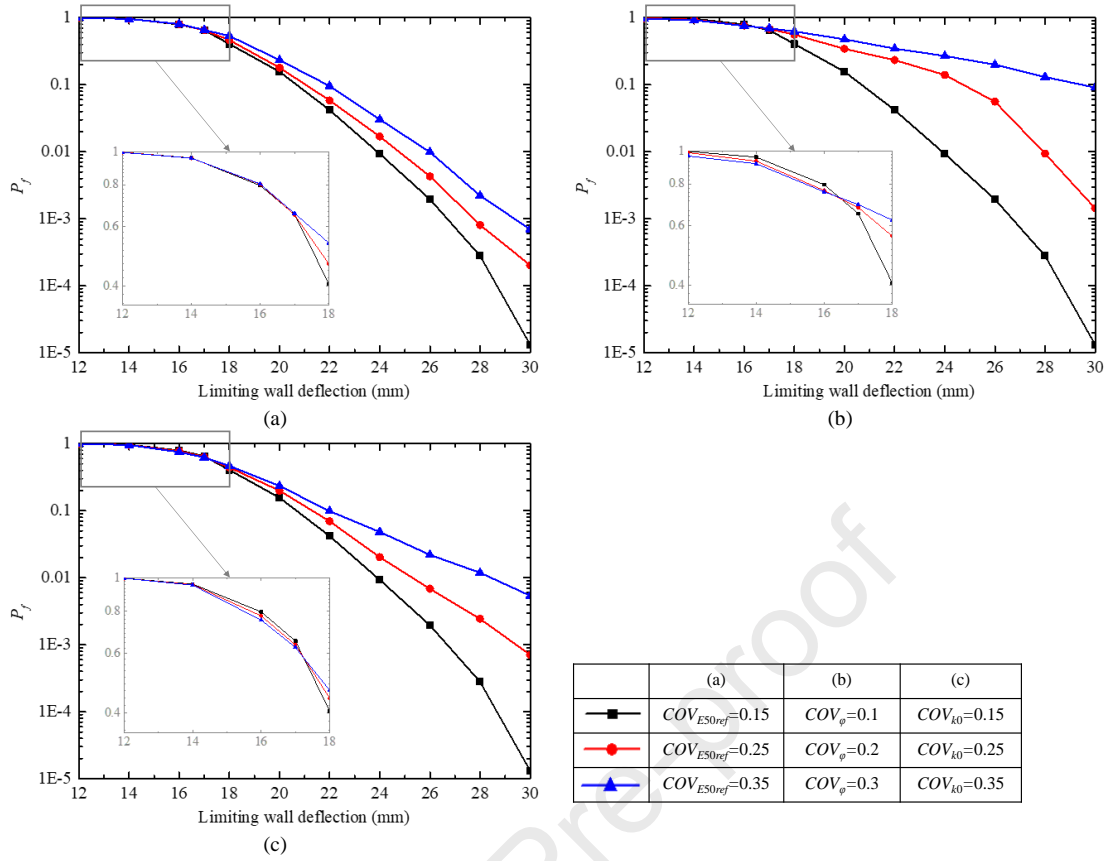 1
0.1
0.01
1E-3
1E-4
1E-5
P_f
1
0.8
0.6
0.4
12 14 16 18
12 14 16 18 20 22 24 26 28 30
Limiting wall deflection (mm)
(a)
1
0.1
0.01
1E-3
1E-4
1E-5
P_f
1
0.8
0.6
0.4
12 14 16 18
12 14 16 18 20 22 24 26 28 30
Limiting wall deflection (mm)
(b)
1
0.1
0.01
1E-3
1E-4
1E-5
P_f
1
0.8
0.6
0.4
12 14 16 18
12 14 16 18 20 22 24 26 28 30
Limiting wall deflection (mm)
(c)
(a) (b) (c)
COV_E50ref=0.15 COV_φ=0.1 COV_k0=0.15
COV_E50ref=0.25 COV_φ=0.2 COV_k0=0.25
COV_E50ref=0.35 COV_φ=0.3 COV_k0=0.35
Pre-proof